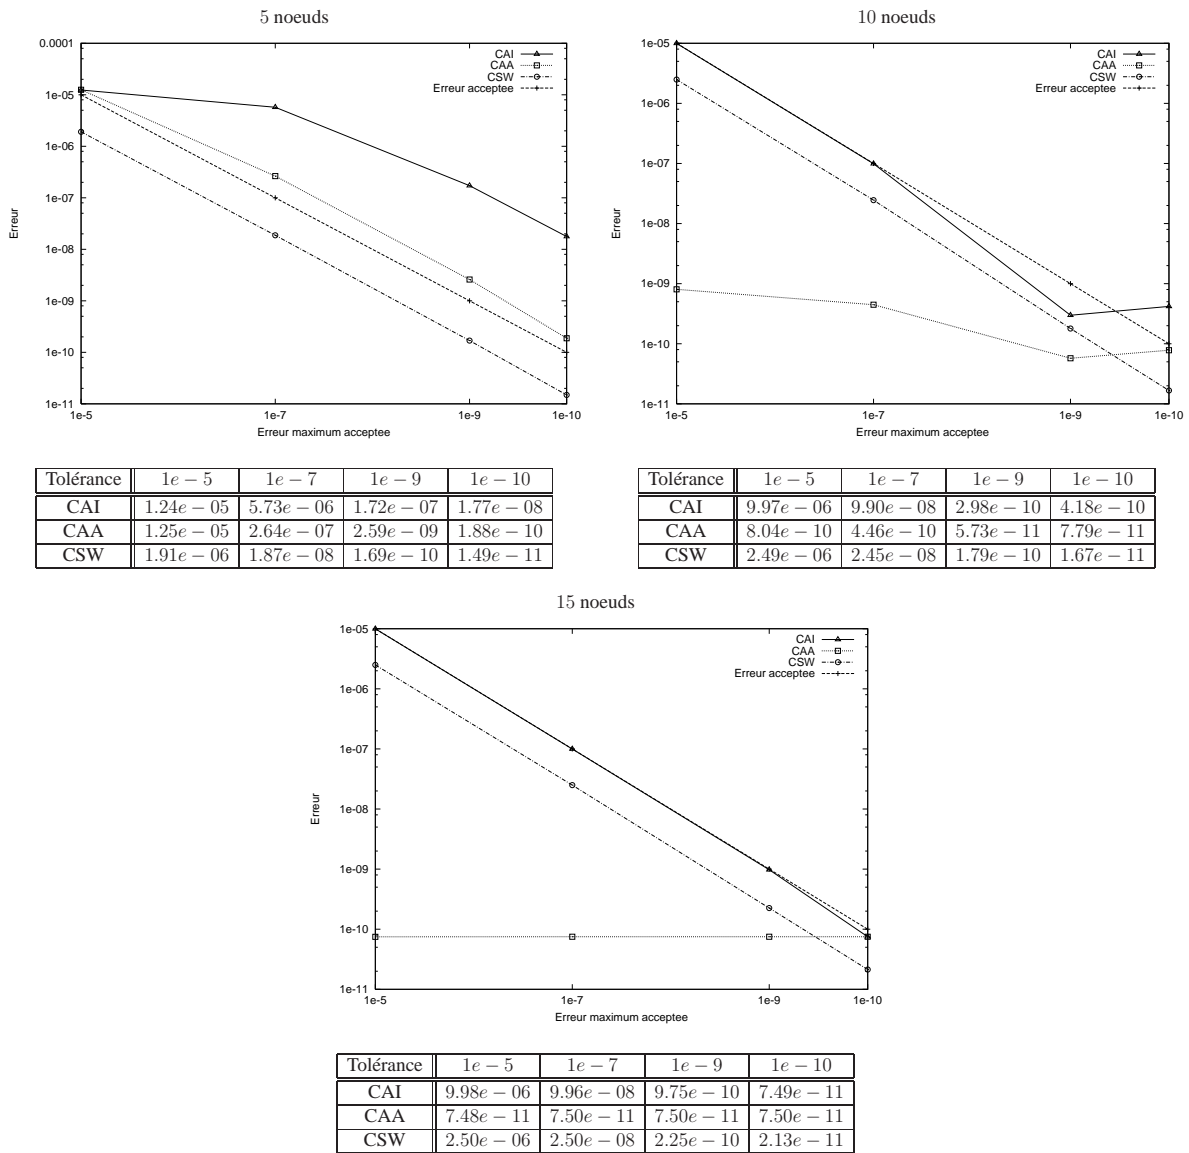 5 noeuds
0.0001
1e-05
1e-06
1e-07
1e-08
1e-09
1e-10
1e-11
Erreur
CAI
CAA
CSW
Erreur acceptee
1e-5 1e-7 1e-9 1e-10
Erreur maximum acceptee
Tolérance 1e − 5 1e − 7 1e − 9 1e − 10
CAI 1.24e − 05 5.73e − 06 1.72e − 07 1.77e − 08
CAA 1.25e − 05 2.64e − 07 2.59e − 09 1.88e − 10
CSW 1.91e − 06 1.87e − 08 1.69e − 10 1.49e − 11
10 noeuds
1e-05
1e-06
1e-07
1e-08
1e-09
1e-10
1e-11
Erreur
CAI
CAA
CSW
Erreur acceptee
1e-5 1e-7 1e-9 1e-10
Erreur maximum acceptee
Tolérance 1e − 5 1e − 7 1e − 9 1e − 10
CAI 9.97e − 06 9.90e − 08 2.98e − 10 4.18e − 10
CAA 8.04e − 10 4.46e − 10 5.73e − 11 7.79e − 11
CSW 2.49e − 06 2.45e − 08 1.79e − 10 1.67e − 11
15 noeuds
1e-05
1e-06
1e-07
1e-08
1e-09
1e-10
1e-11
Erreur
CAI
CAA
CSW
Erreur acceptee
1e-5 1e-7 1e-9 1e-10
Erreur maximum acceptee
Tolérance 1e − 5 1e − 7 1e − 9 1e − 10
CAI 9.98e − 06 9.96e − 08 9.75e − 10 7.49e − 11
CAA 7.48e − 11 7.50e − 11 7.50e − 11 7.50e − 11
CSW 2.50e − 06 2.50e − 08 2.25e − 10 2.13e − 11